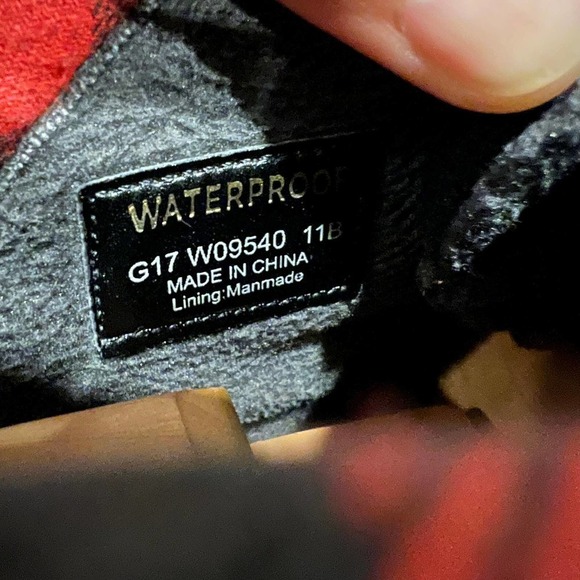 WATERPROOF
G17 W09540 11B
MADE IN CHINA
Lining:Manmade